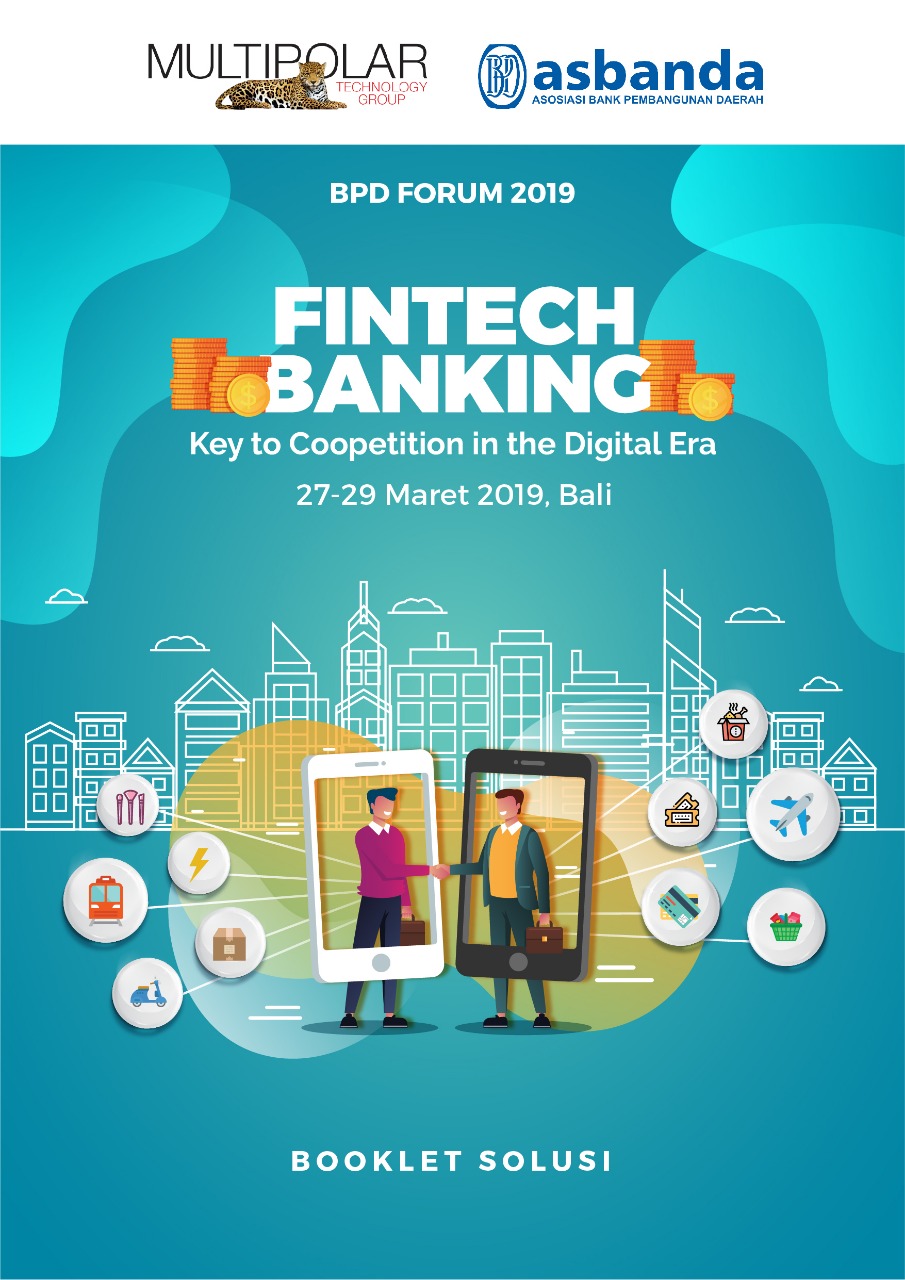 MULTIPOLAR
TECHNOLOGY
GROUP
BPD
asbanda
ASOSIASI BANK PEMBANGUNAN DAERAH
BPD FORUM 2019
FINTECH
BANKING
Key to Coopetition in the Digital Era
27-29 Maret 2019, Bali
BOOKLET SOLUSI